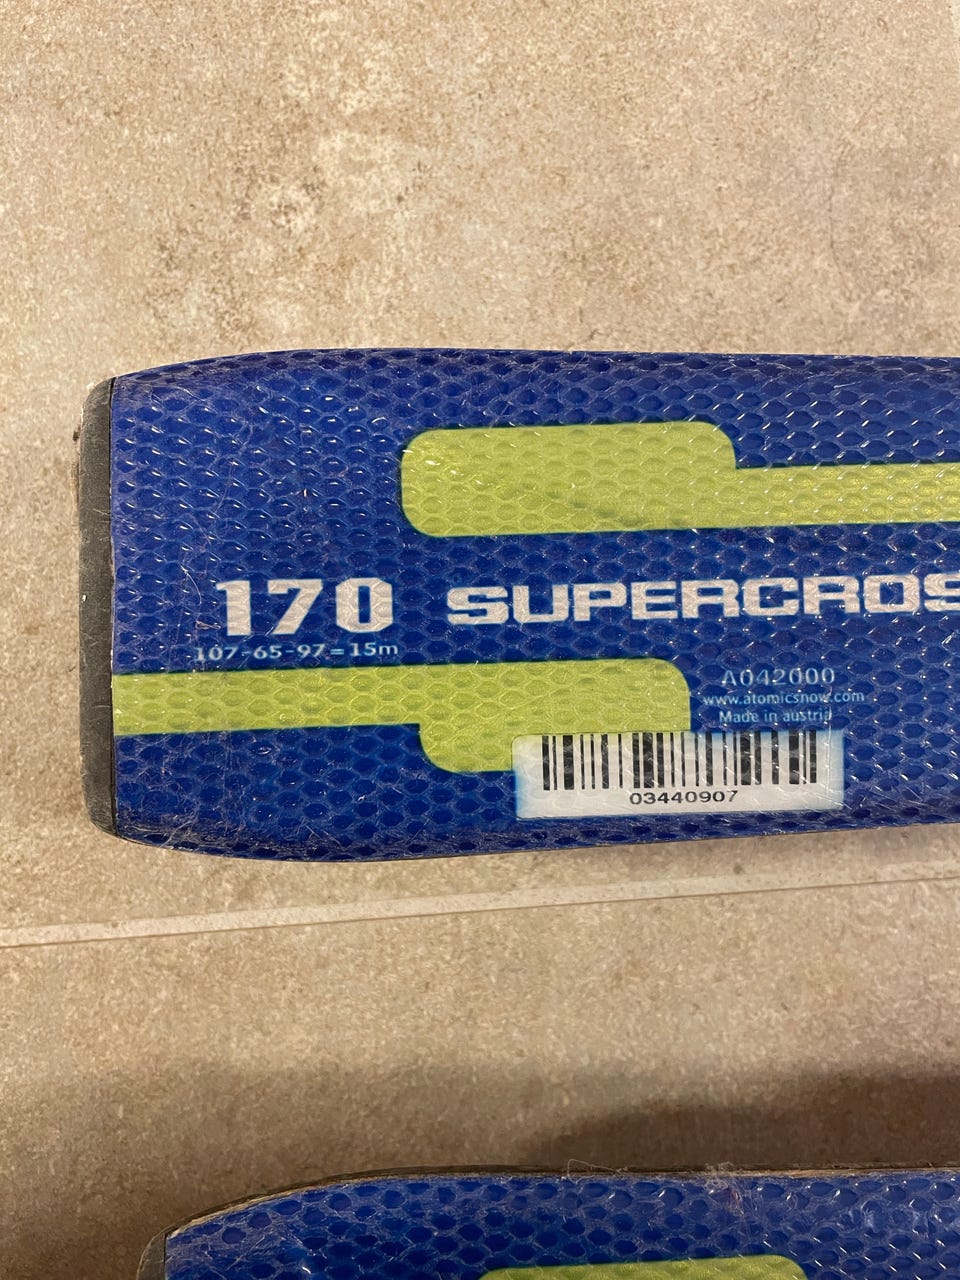 170 SUPERCROS
107-65-97=15m
A042000
www.atomicsnow.com
Made in austria
03440907